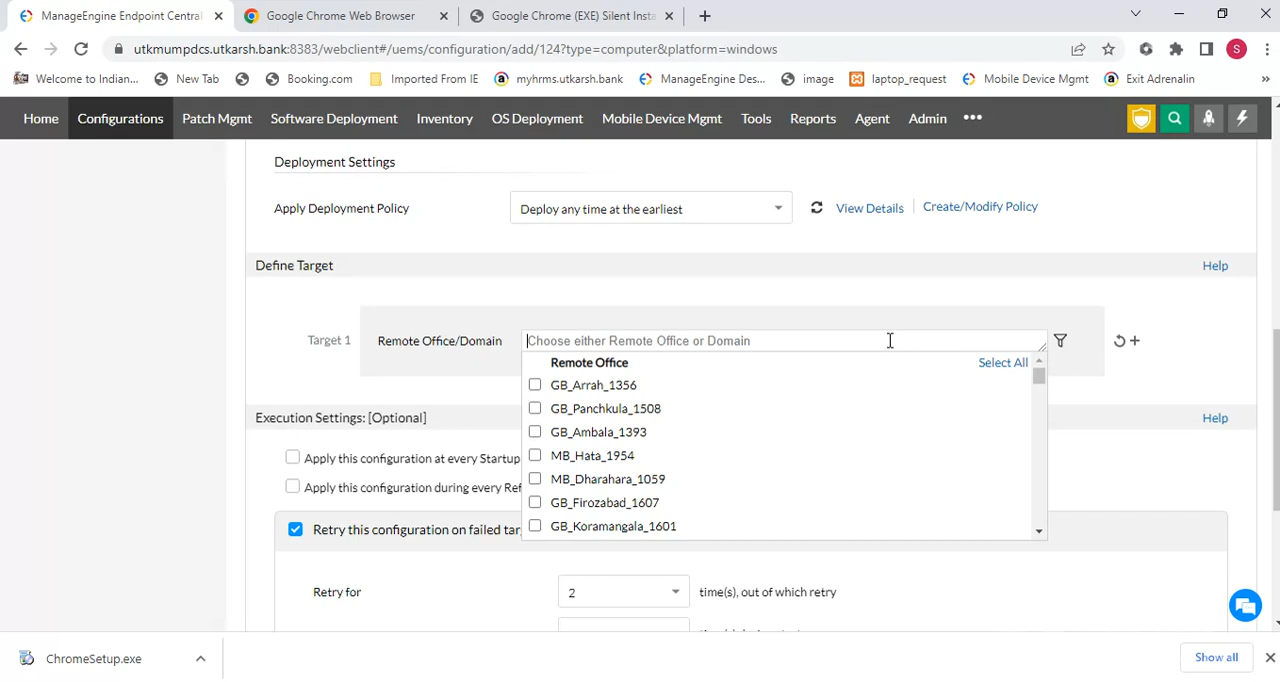 ManageEngine Endpoint Central
Google Chrome Web Browser
Google Chrome (EXE) Silent Insta
utkmumpdcs.utkarsh.bank:8383/webclient#/uems/configuration/add/124?type=computer&platform=windows
S
Welcome to Indian...
New Tab
Booking.com
Imported From IE
myhrms.utkarsh.bank
ManageEngine Des...
image
laptop_request
Mobile Device Mgmt
Exit Adrenalin
»
Home
Configurations
Patch Mgmt
Software Deployment
Inventory
OS Deployment
Mobile Device Mgmt
Tools
Reports
Agent
Admin
•••
Deployment Settings
Apply Deployment Policy
Deploy any time at the earliest
View Details
Create/Modify Policy
Define Target
Help
Target 1
Remote Office/Domain
Choose either Remote Office or Domain
Remote Office
Select All
GB_Arrah_1356
GB_Panchkula_1508
GB_Ambala_1393
MB_Hata_1954
MB_Dharahara_1059
GB_Firozabad_1607
GB_Koramangala_1601
Execution Settings: [Optional]
Help
Apply this configuration at every Startup
Apply this configuration during every Ref
Retry this configuration on failed tar
Retry for
2
time(s), out of which retry
ChromeSetup.exe
Show all